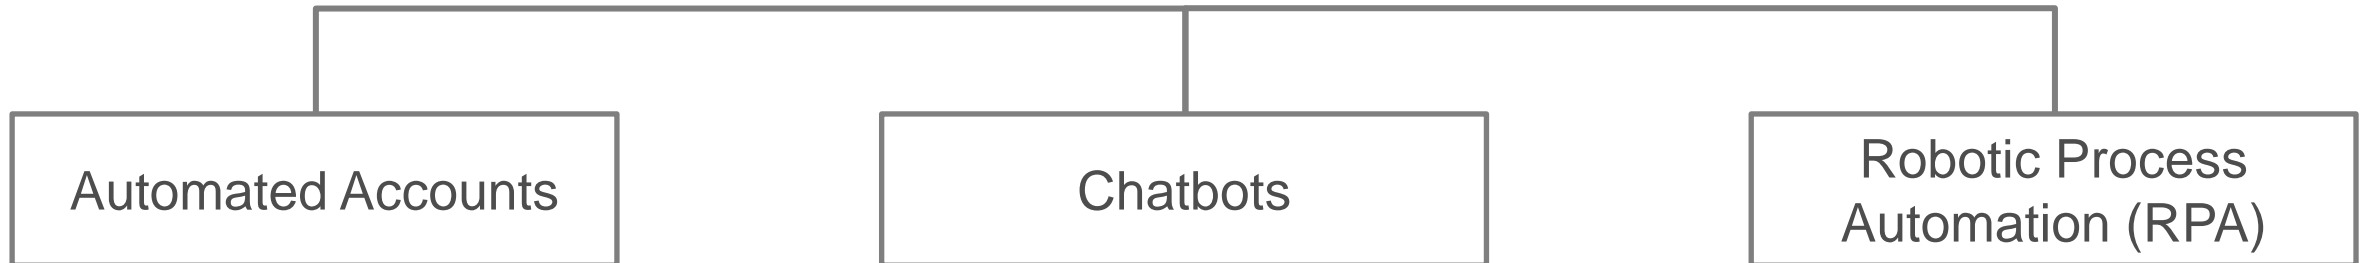 Automated Accounts
Chatbots
Robotic Process
Automation (RPA)